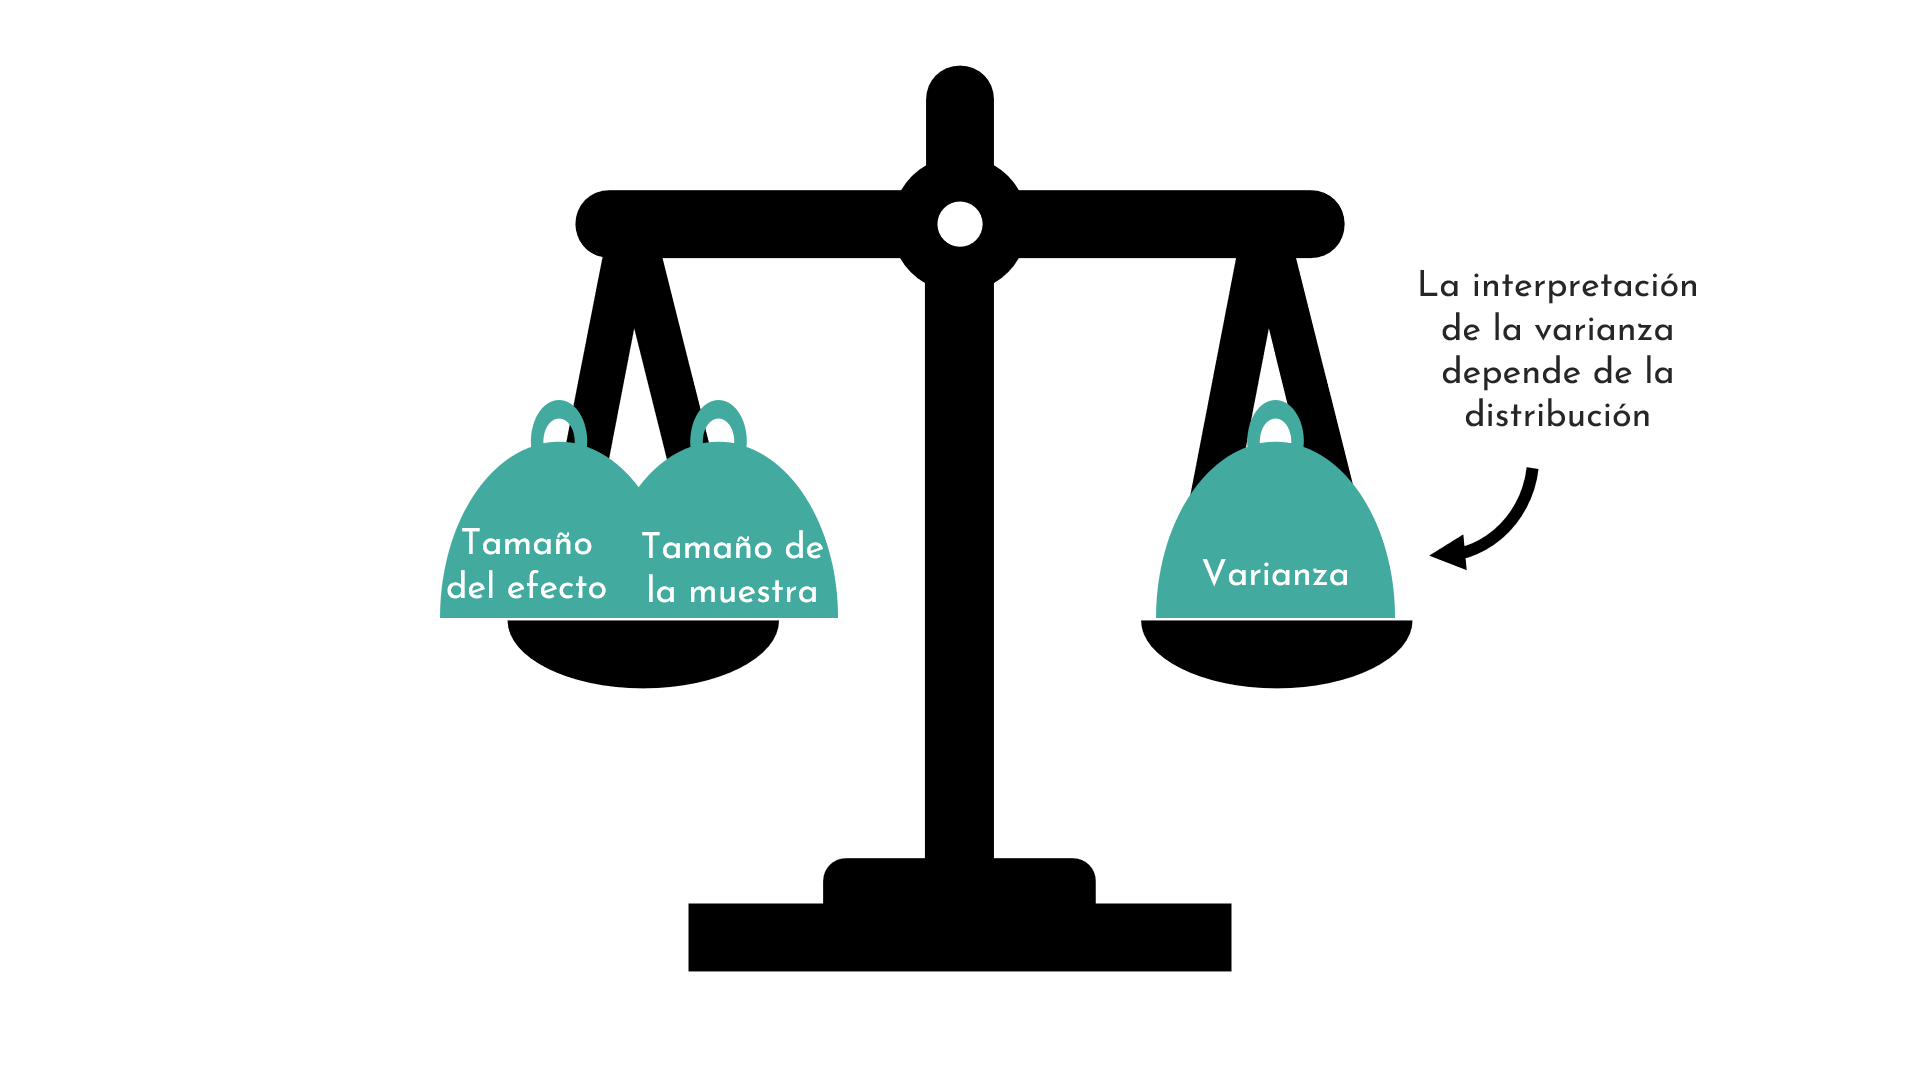 La interpretación
de la varianza
depende de la
distribución
Tamaño
del efecto
Tamaño de
la muestra
Varianza